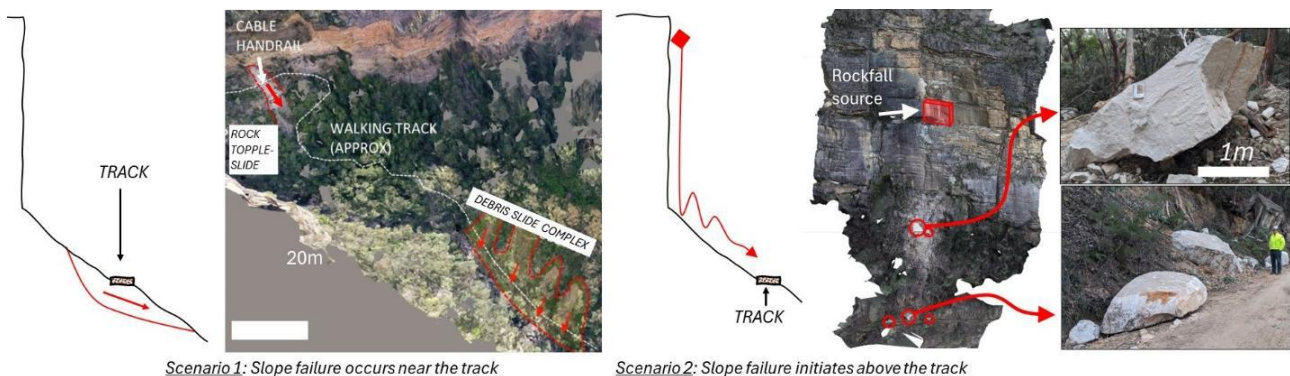 CABLE
HANDRAIL
ROCK
TOPPLE-
SLIDE
WALKING TRACK
(APPROX)
TRACK
DEBRIS SLIDE COMPLEX
20m
Scenario 1: Slope failure occurs near the track
Rockfall
source
TRACK
1m
Scenario 2: Slope failure initiates above the track